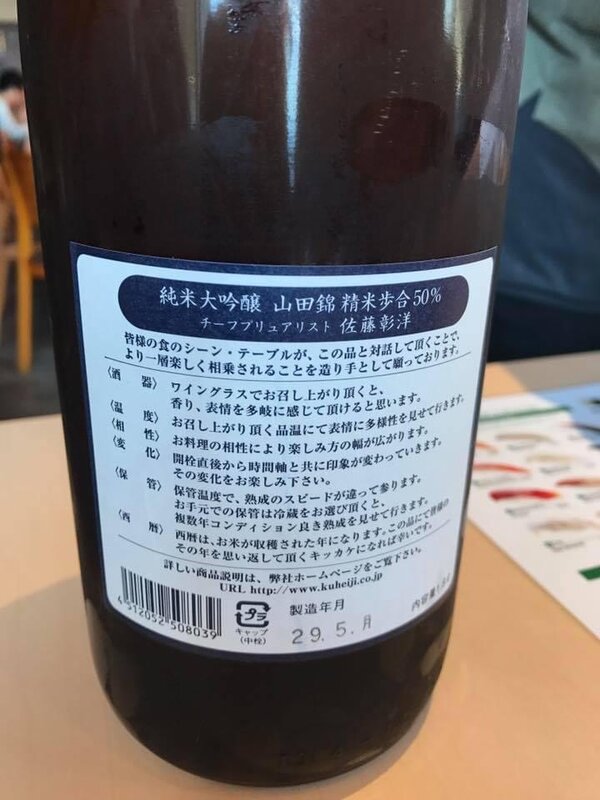 純米大吟醸 山田錦 精米歩合50%
チーフブリュアリスト 佐藤彰洋
皆様の食のシーン・テーブルが、この品と対話して頂くことで、
より一層楽しく相乗されることを造り手として願っております。
〈酒 器〉 ワイングラスでお召し上がり頂くと、
香り、表情を多岐に感じて頂けると思います。
〈温 度〉 お召し上がり頂く品温にて表情に多様性を見せて行きます。
〈相 性〉 お料理の相性により楽しみ方の幅が広がります。
〈変 化〉 開栓直後から時間軸と共に印象が変わっていきます。
その変化をお楽しみ下さい。
〈保 管〉 保管温度で、熟成のスピードが違って参ります。
お手元での保管は冷蔵をお選び頂くと、
複数年コンディション良き熟成を見せて行きます。
〈西 暦〉 西暦は、お米が収穫された年になります。この品にて皆様の
その年を思い返して頂くキッカケになれば幸いです。
詳しい商品説明は、弊社ホームページをご覧下さい。
URL http://www.kuheiji.co.jp
4 512052 508039
プラ
キャップ
(中栓)
製造年月
29.5.月
内容量1.8